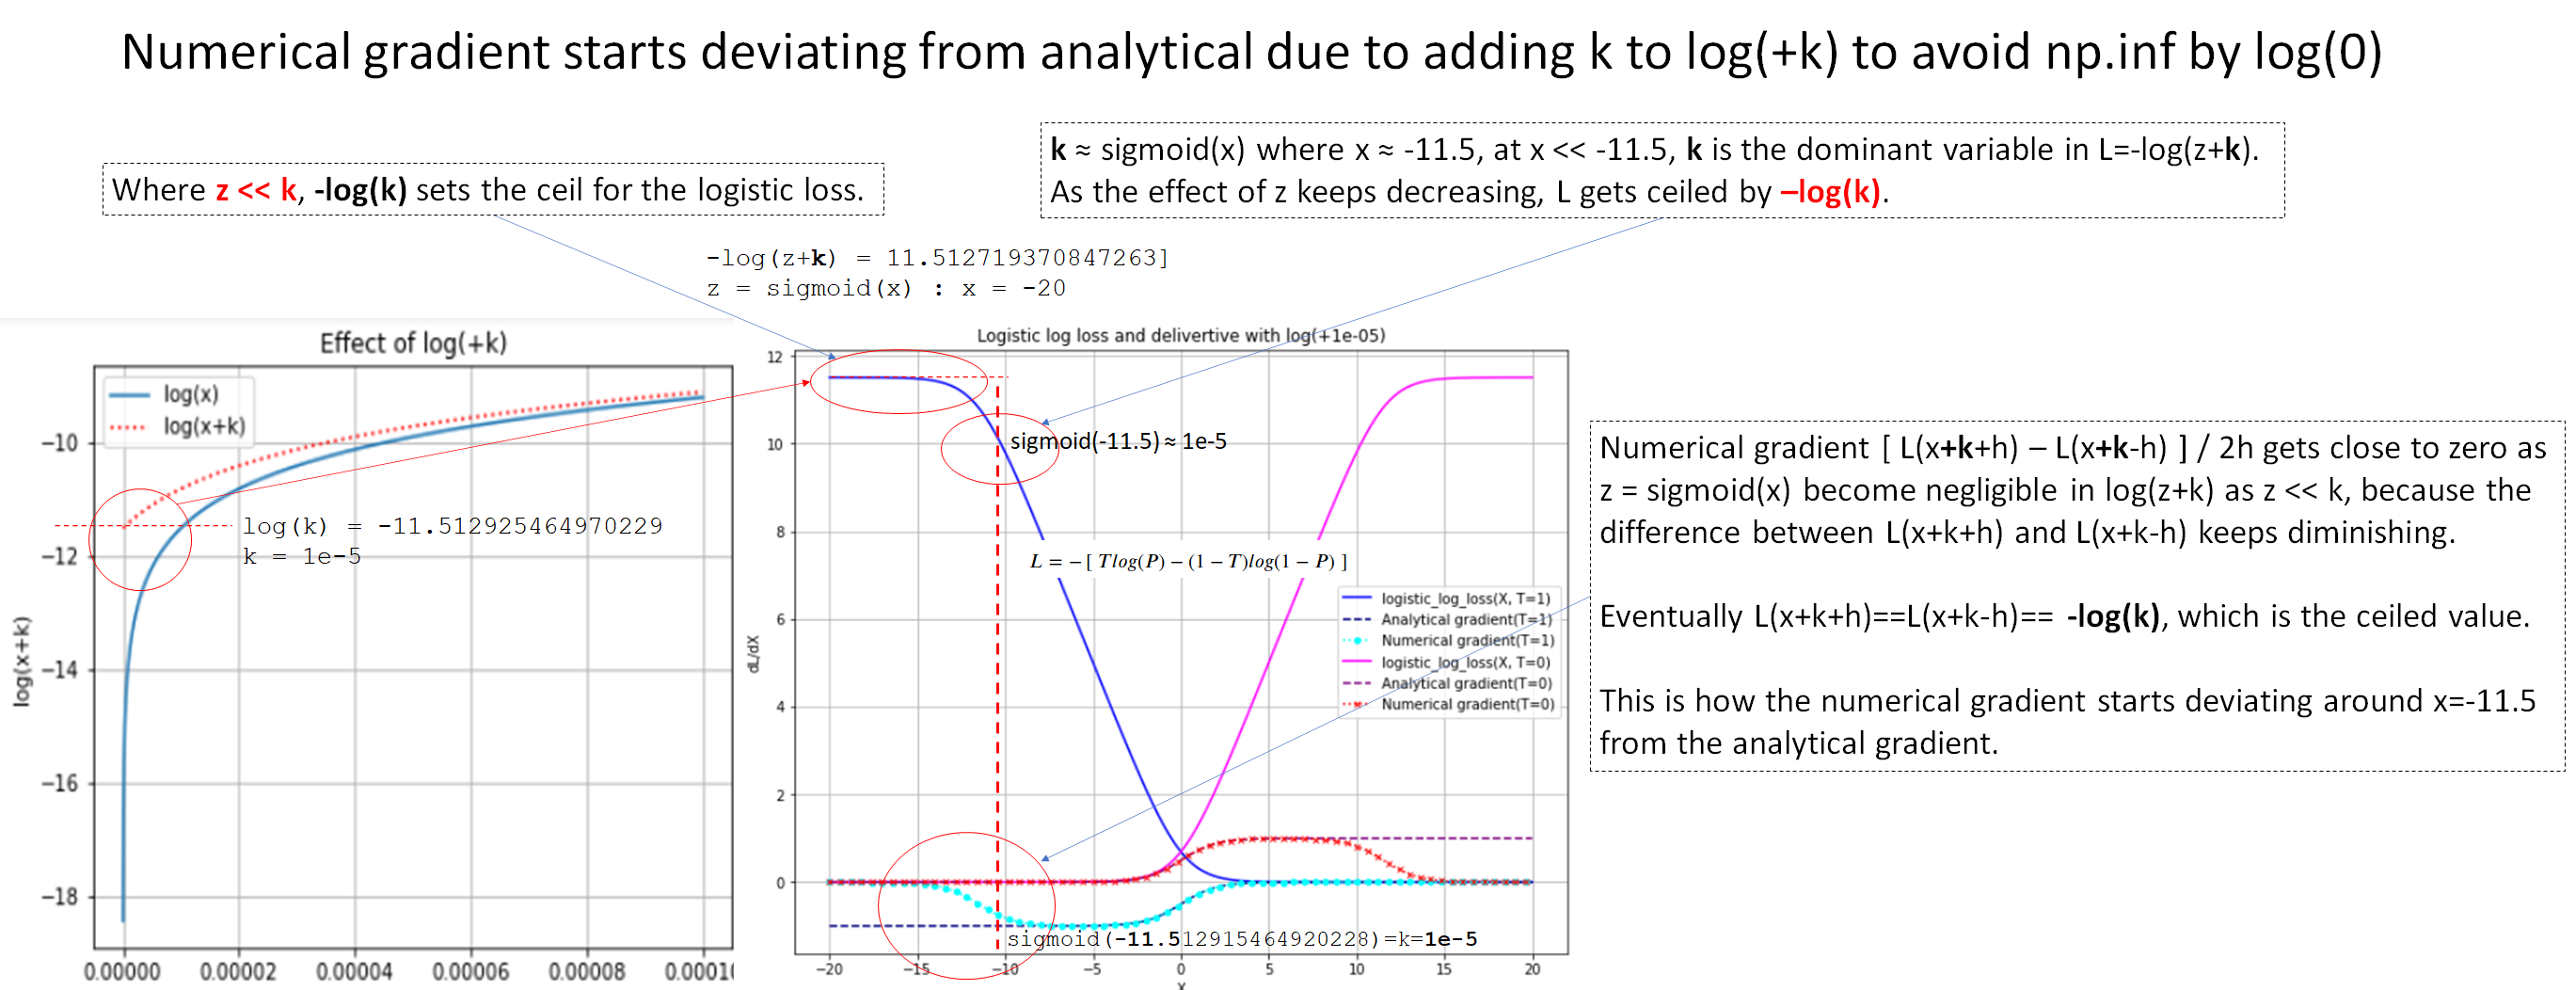 Numerical gradient starts deviating from analytical due to adding k to log(+k) to avoid np.inf by log(0)
k ≈ sigmoid(x) where x ≈ -11.5, at x << -11.5, k is the dominant variable in L=-log(z+k).
As the effect of z keeps decreasing, L gets ceiled by –log(k).
Where z << k, -log(k) sets the ceil for the logistic loss.
-log(z+k) = 11.512719370847263]
z = sigmoid(x) : x = -20
Effect of log(+k)
log(x)
log(x+k)
−10
−12
−14
−16
−18
log(x+k)
log(k) = -11.512925464970229
k = 1e-5
0.00000 0.00002 0.00004 0.00006 0.00008 0.0001
Logistic log loss and delivertive with log(+1e-05)
12
10
8
6
4
2
0
dL/dX
sigmoid(-11.5) ≈ 1e-5
L = − [ Tlog(P) − (1 − T)log(1 − P) ]
logistic_log_loss(X, T=1)
Analytical gradient(T=1)
Numerical gradient(T=1)
logistic_log_loss(X, T=0)
Analytical gradient(T=0)
Numerical gradient(T=0)
sigmoid(-11.512915464920228)=k=1e-5
−20 −15 −10 −5 0 5 10 15 20
X
Numerical gradient [ L(x+k+h) – L(x+k-h) ] / 2h gets close to zero as
z = sigmoid(x) become negligible in log(z+k) as z << k, because the
difference between L(x+k+h) and L(x+k-h) keeps diminishing.
Eventually L(x+k+h)==L(x+k-h)== -log(k), which is the ceiled value.
This is how the numerical gradient starts deviating around x=-11.5
from the analytical gradient.